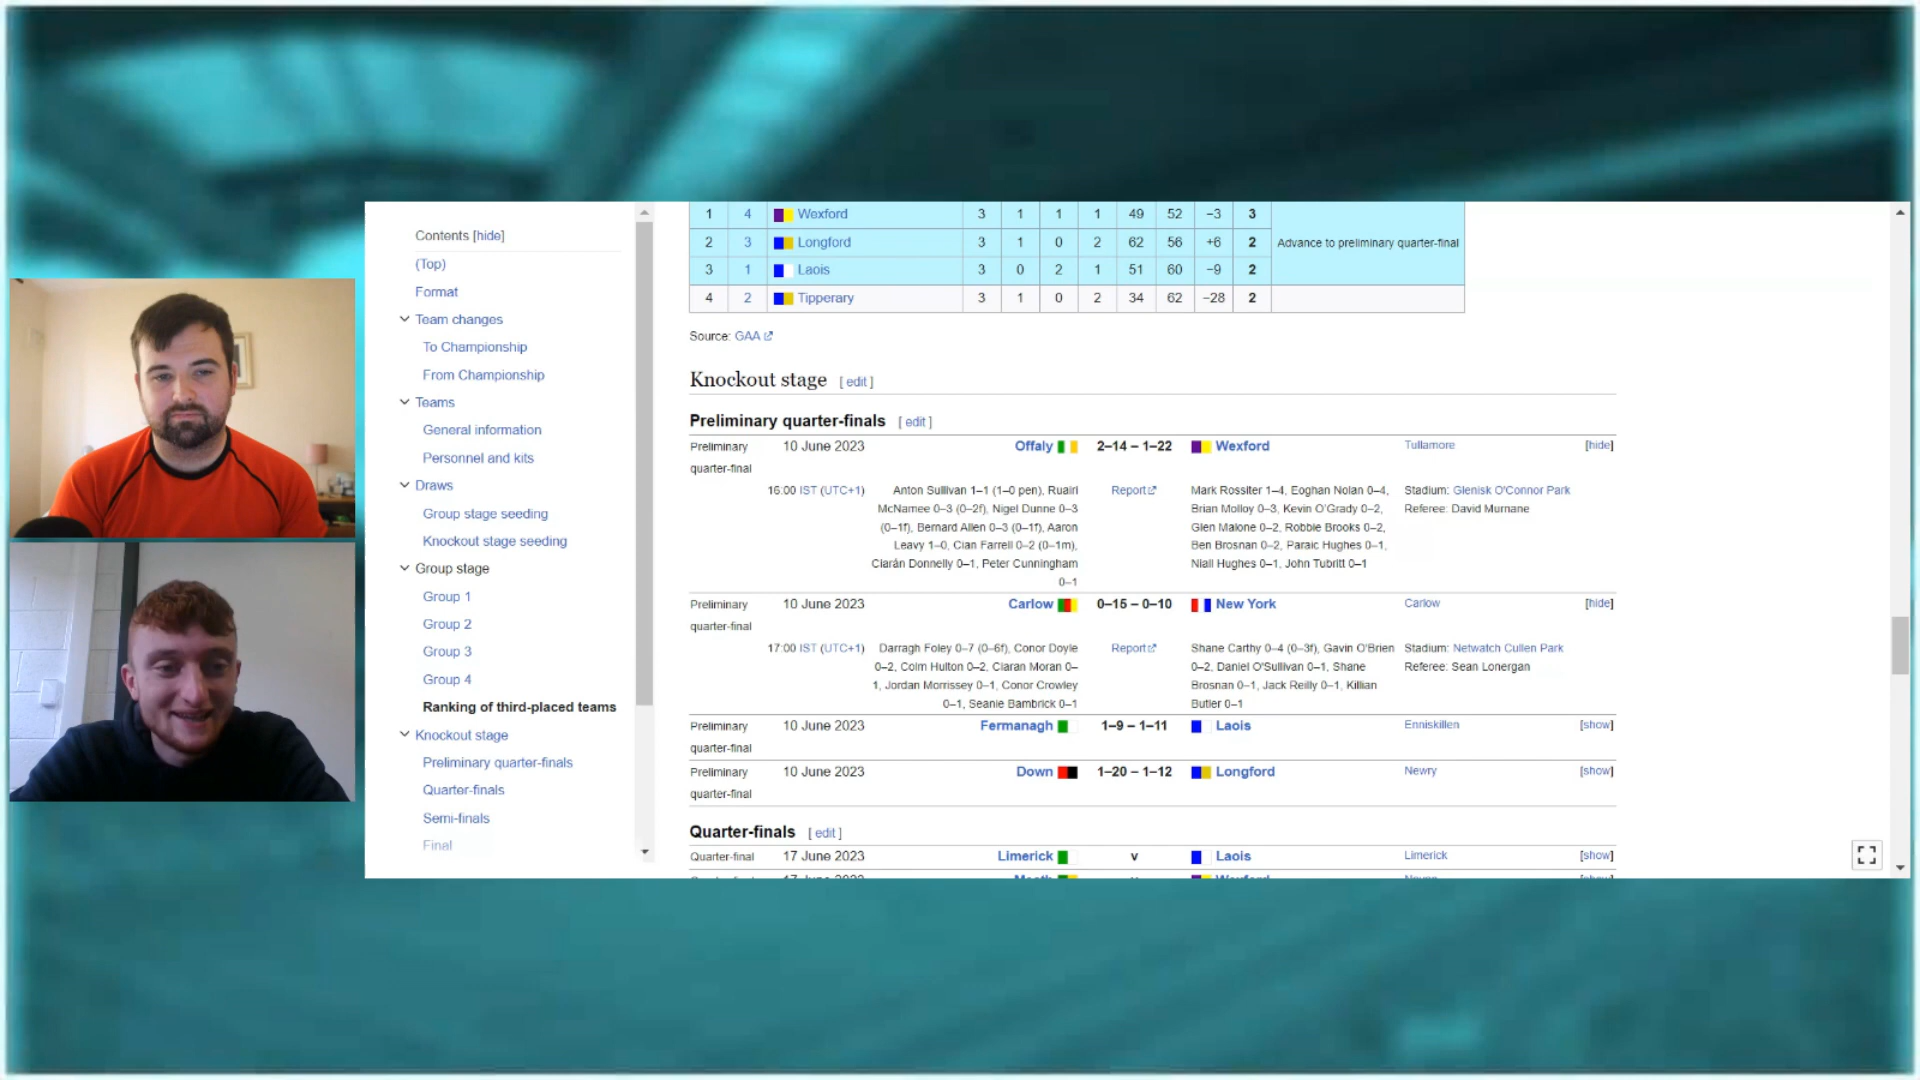 Contents [hide]
(Top)
Format
Team changes
To Championship
From Championship
Teams
General information
Personnel and kits
Draws
Group stage seeding
Knockout stage seeding
Group stage
Group 1
Group 2
Group 3
Group 4
Ranking of third-placed teams
Knockout stage
Preliminary quarter-finals
Quarter-finals
Semi-finals
Final
1 4 Wexford 3 1 1 1 49 52 −3 3
2 3 Longford 3 1 0 2 62 56 +6 2 Advance to preliminary quarter-final
3 1 Laois 3 0 2 1 51 60 −9 2
4 2 Tipperary 3 1 0 2 34 62 −28 2
Source: GAA
Knockout stage [ edit ]
Preliminary quarter-finals [ edit ]
Preliminary 10 June 2023 Offaly 2–14 – 1–22 Wexford Tullamore [hide]
quarter-final
16:00 IST (UTC+1) Anton Sullivan 1–1 (1–0 pen), Ruairi Report Mark Rossiter 1–4, Eoghan Nolan 0–4, Stadium: Glenisk O'Connor Park
McNamee 0–3 (0–2f), Nigel Dunne 0–3 Brian Molloy 0–3, Kevin O'Grady 0–2, Referee: David Murnane
(0–1f), Bernard Allen 0–3 (0–1f), Aaron Glen Malone 0–2, Robbie Brooks 0–2,
Leavy 1–0, Cian Farrell 0–2 (0–1m), Ben Brosnan 0–2, Paraic Hughes 0–1,
Ciarán Donnelly 0–1, Peter Cunningham Niall Hughes 0–1, John Tubritt 0–1
0–1
Preliminary 10 June 2023 Carlow 0–15 – 0–10 New York Carlow [hide]
quarter-final
17:00 IST (UTC+1) Darragh Foley 0–7 (0–6f), Conor Doyle Report Shane Carthy 0–4 (0–3f), Gavin O'Brien Stadium: Netwatch Cullen Park
0–2, Colm Hulton 0–2, Ciaran Moran 0– 0–2, Daniel O'Sullivan 0–1, Shane Referee: Sean Lonergan
1, Jordan Morrissey 0–1, Conor Crowley Brosnan 0–1, Jack Reilly 0–1, Killian
0–1, Seanie Bambrick 0–1 Butler 0–1
Preliminary 10 June 2023 Fermanagh 1–9 – 1–11 Laois Enniskillen [show]
quarter-final
Preliminary 10 June 2023 Down 1–20 – 1–12 Longford Newry [show]
quarter-final
Quarter-finals [ edit ]
Quarter-final 17 June 2023 Limerick v Laois Limerick [show]